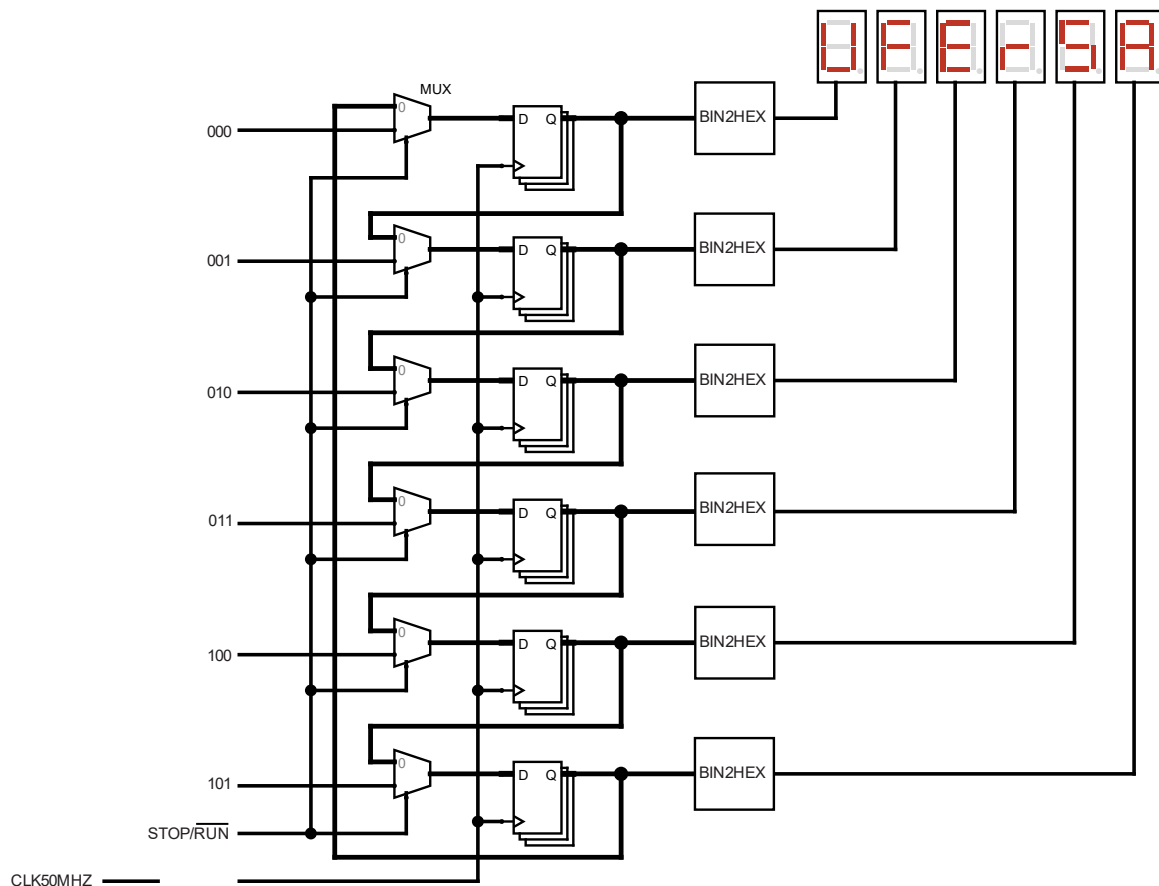 UFErSA
MUX
0
000
D Q
BIN2HEX
0
001
D Q
BIN2HEX
0
010
D Q
BIN2HEX
0
011
D Q
BIN2HEX
0
100
D Q
BIN2HEX
0
101
D Q
BIN2HEX
STOP/RUN
CLK50MHZ